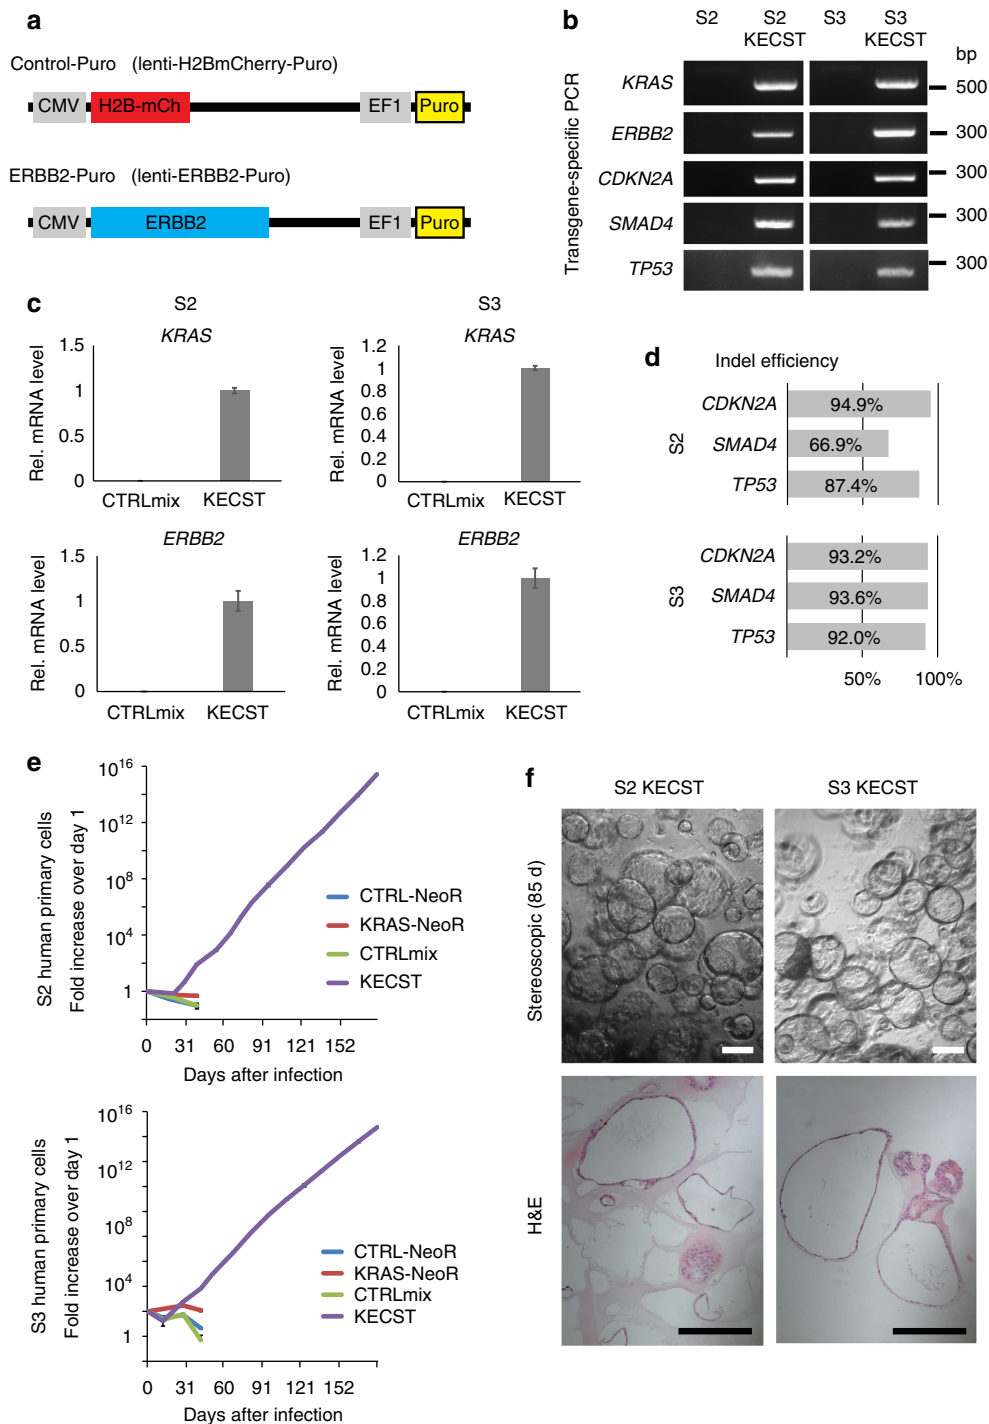 a
Control-Puro (lenti-H2BmCherry-Puro)
CMV H2B-mCh EF1 Puro
ERBB2-Puro (lenti-ERBB2-Puro)
CMV ERBB2 EF1 Puro
b
S2 S2 KECST S3 S3 KECST
bp
Transgene-specific PCR
KRAS 500
ERBB2 300
CDKN2A 300
SMAD4 300
TP53 300
c
S2
KRAS
Rel. mRNA level
1.5
1
0.5
0
CTRLmix KECST
S3
KRAS
Rel. mRNA level
1.2
1
0.8
0.6
0.4
0.2
0
CTRLmix KECST
ERBB2
Rel. mRNA level
1.5
1
0.5
0
CTRLmix KECST
ERBB2
Rel. mRNA level
1.2
1
0.8
0.6
0.4
0.2
0
CTRLmix KECST
d
Indel efficiency
S2
CDKN2A 94.9%
SMAD4 66.9%
TP53 87.4%
S3
CDKN2A 93.2%
SMAD4 93.6%
TP53 92.0%
50% 100%
e
S2 human primary cells
Fold increase over day 1
10^16
10^12
10^8
10^4
1
0 31 60 91 121 152
Days after infection
CTRL-NeoR
KRAS-NeoR
CTRLmix
KECST
S3 human primary cells
Fold increase over day 1
10^16
10^12
10^8
10^4
1
0 31 60 91 121 152
Days after infection
CTRL-NeoR
KRAS-NeoR
CTRLmix
KECST
f
S2 KECST S3 KECST
Stereoscopic (85 d)
H&E